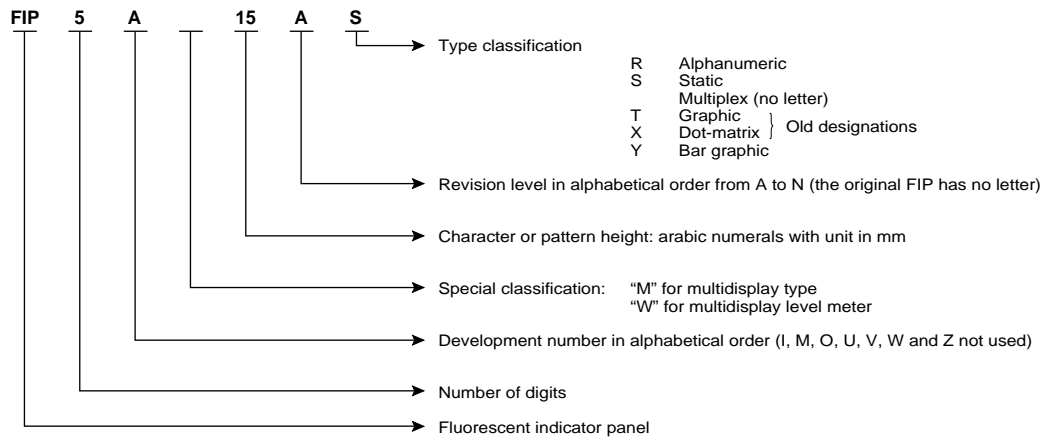 FIP 5 A 15 A S
Type classification
R Alphanumeric
S Static
Multiplex (no letter)
T Graphic
X Dot-matrix } Old designations
Y Bar graphic
Revision level in alphabetical order from A to N (the original FIP has no letter)
Character or pattern height: arabic numerals with unit in mm
Special classification: “M” for multidisplay type
“W” for multidisplay level meter
Development number in alphabetical order (I, M, O, U, V, W and Z not used)
Number of digits
Fluorescent indicator panel